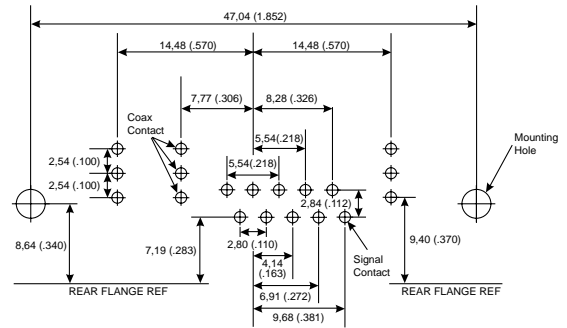 47,04 (1.852)
14,48 (.570)
14,48 (.570)
7,77 (.306)
8,28 (.326)
Coax
Contact
5,54(.218)
Mounting
Hole
2,54 (.100)
5,54(.218)
2,54 (.100)
2,84 (.112)
8,64 (.340)
7,19 (.283)
2,80 (.110)
9,40 (.370)
4,14
(.163)
Signal
Contact
6,91 (.272)
REAR FLANGE REF
REAR FLANGE REF
9,68 (.381)